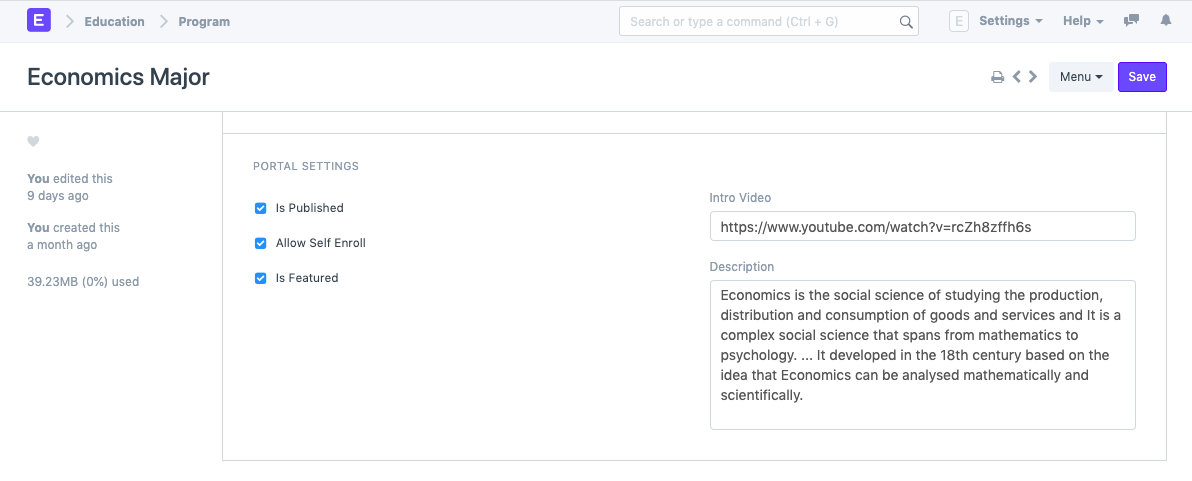 E Education Program Search or type a command (Ctrl + G) E Settings Help
Economics Major Menu Save
You edited this
9 days ago
You created this
a month ago
39.23MB (0%) used
PORTAL SETTINGS
Is Published
Allow Self Enroll
Is Featured
Intro Video
https://www.youtube.com/watch?v=rcZh8zffh6s
Description
Economics is the social science of studying the production,
distribution and consumption of goods and services and It is a
complex social science that spans from mathematics to
psychology. ... It developed in the 18th century based on the
idea that Economics can be analysed mathematically and
scientifically.